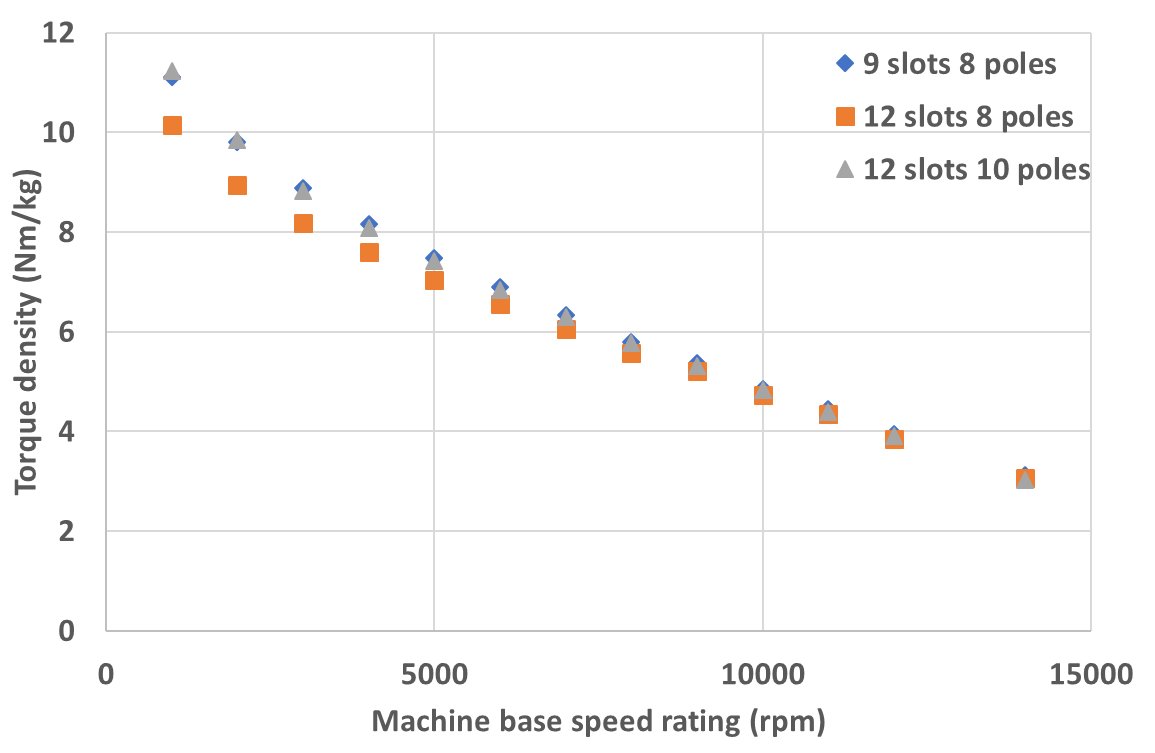 12
10
8
6
4
2
0
Torque density (Nm/kg)
9 slots 8 poles
12 slots 8 poles
12 slots 10 poles
0 5000 10000 15000
Machine base speed rating (rpm)